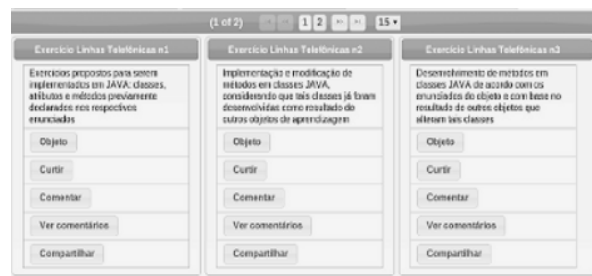 (1 of 2) 1 2 15
Exercício Linhas Telefônicas n1
Exercícios propostos para serem
implementados em JAVA: classes,
atributos e métodos previamente
declarados nos respectivos
enunciados
Objeto
Curtir
Comentar
Ver comentários
Compartilhar
Exercício Linhas Telefônicas n2
Implementação e modificação de
métodos em classes JAVA,
considerando que tais classes já foram
desenvolvidas como resultado de
outros objetos de aprendizagem
Objeto
Curtir
Comentar
Ver comentários
Compartilhar
Exercício Linhas Telefônicas n3
Desenvolvimento de métodos em
classes JAVA de acordo com os
enunciados do objeto e com base no
resultado de outros objetos que
alteram tais classes
Objeto
Curtir
Comentar
Ver comentários
Compartilhar